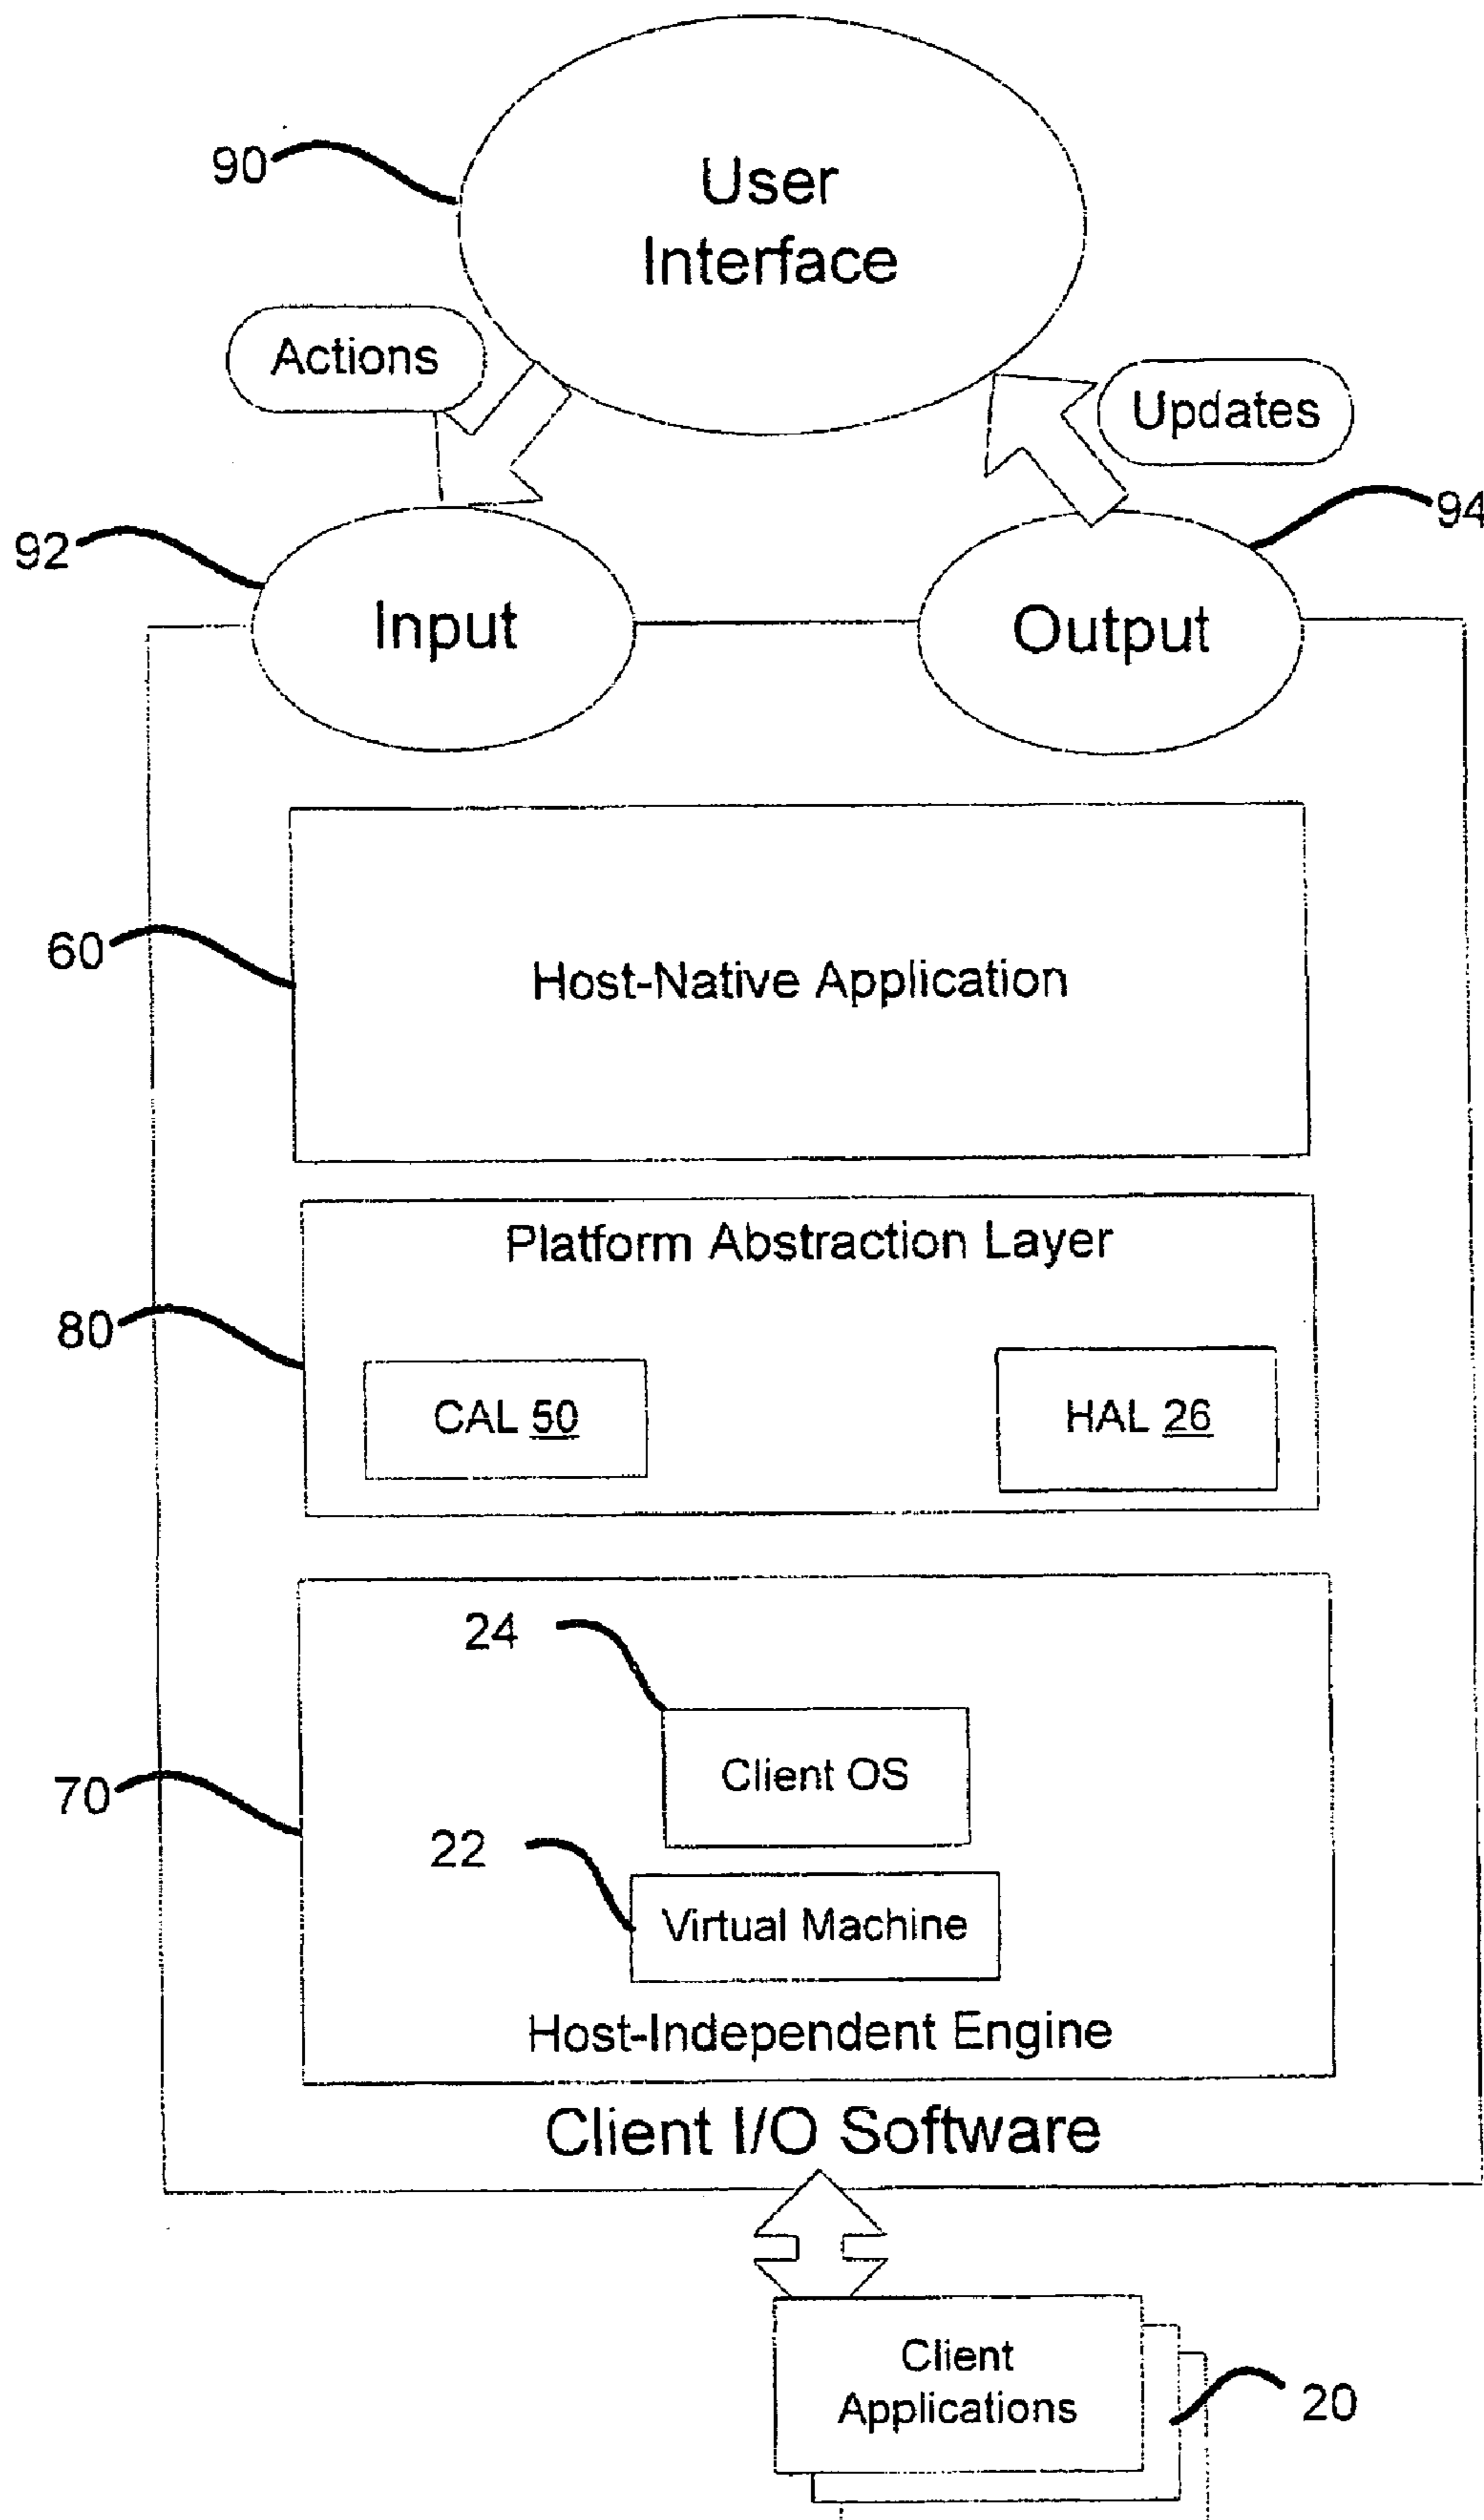 90
User
Interface
Actions
Updates
92
94
Input
Output
60
Host-Native Application
Platform Abstraction Layer
80
CAL 50
HAL 26
24
Client OS
70
22
Virtual Machine
Host-Independent Engine
Client I/O Software
Client
Applications
20